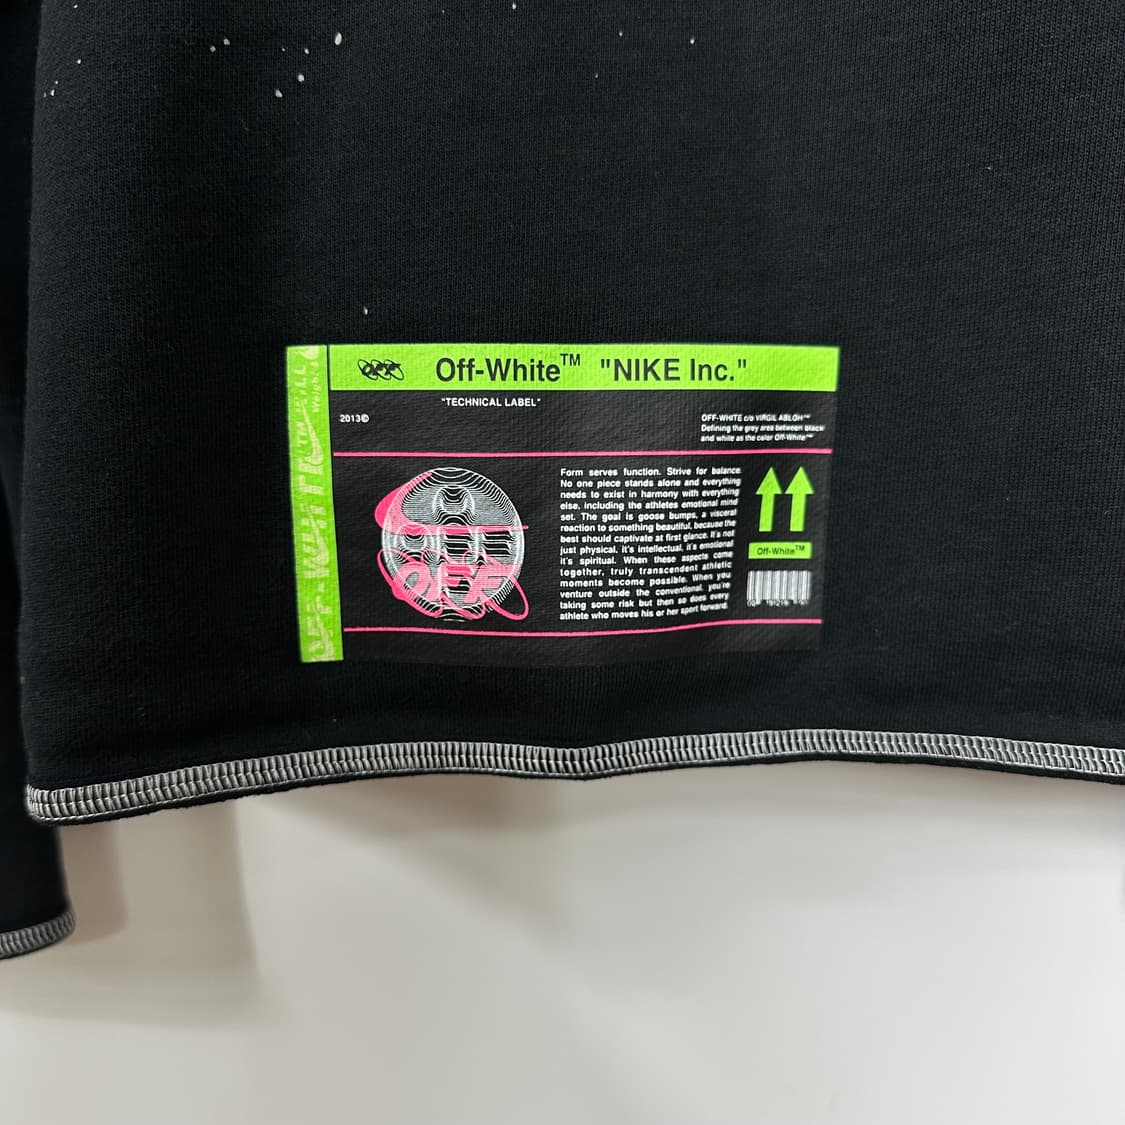 OFF
Off-White™ "NIKE Inc."
"TECHNICAL LABEL"
2013©
OFF-WHITE c/o VIRGIL ABLOH™
Defining the grey area between black
and white as the color Off-White™
Form serves function. Strive for balance.
No one piece stands alone and everything
needs to exist in harmony with everything
else, including the athletes emotional mind
set. The goal is goose bumps, a visceral
reaction to something beautiful, because the
best should captivate at first glance. It's not
just physical, it's intellectual, it's emotional
it's spiritual. When these aspects come
together, truly transcendent athletic
moments become possible. When you
venture outside the conventional, you're
taking some risk but then so does every
athlete who moves his or her sport forward.
OFF
Off-White™